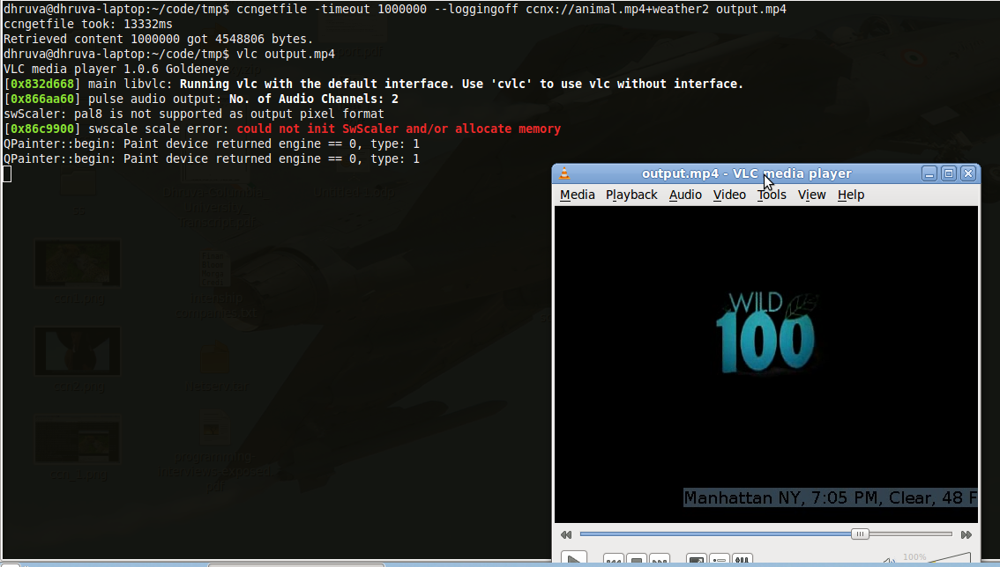 dhruva@dhruva-laptop:~/code/tmp$ ccngetfile -timeout 1000000 --loggingoff ccnx://animal.mp4+weather2 output.mp4
ccngetfile took: 13332ms
Retrieved content 1000000 got 4548806 bytes.
dhruva@dhruva-laptop:~/code/tmp$ vlc output.mp4
VLC media player 1.0.6 Goldeneye
[0x832d668] main libvlc: Running vlc with the default interface. Use 'cvlc' to use vlc without interface.
[0x866aa60] pulse audio output: No. of Audio Channels: 2
swScaler: pal8 is not supported as output pixel format
[0x86c9900] swscale scale error: could not init SwScaler and/or allocate memory
QPainter::begin: Paint device returned engine == 0, type: 1
QPainter::begin: Paint device returned engine == 0, type: 1
output.mp4 - VLC media player
Media Playback Audio Video Tools View Help
WILD
100
Manhattan NY, 7:05 PM, Clear, 48 F
100%